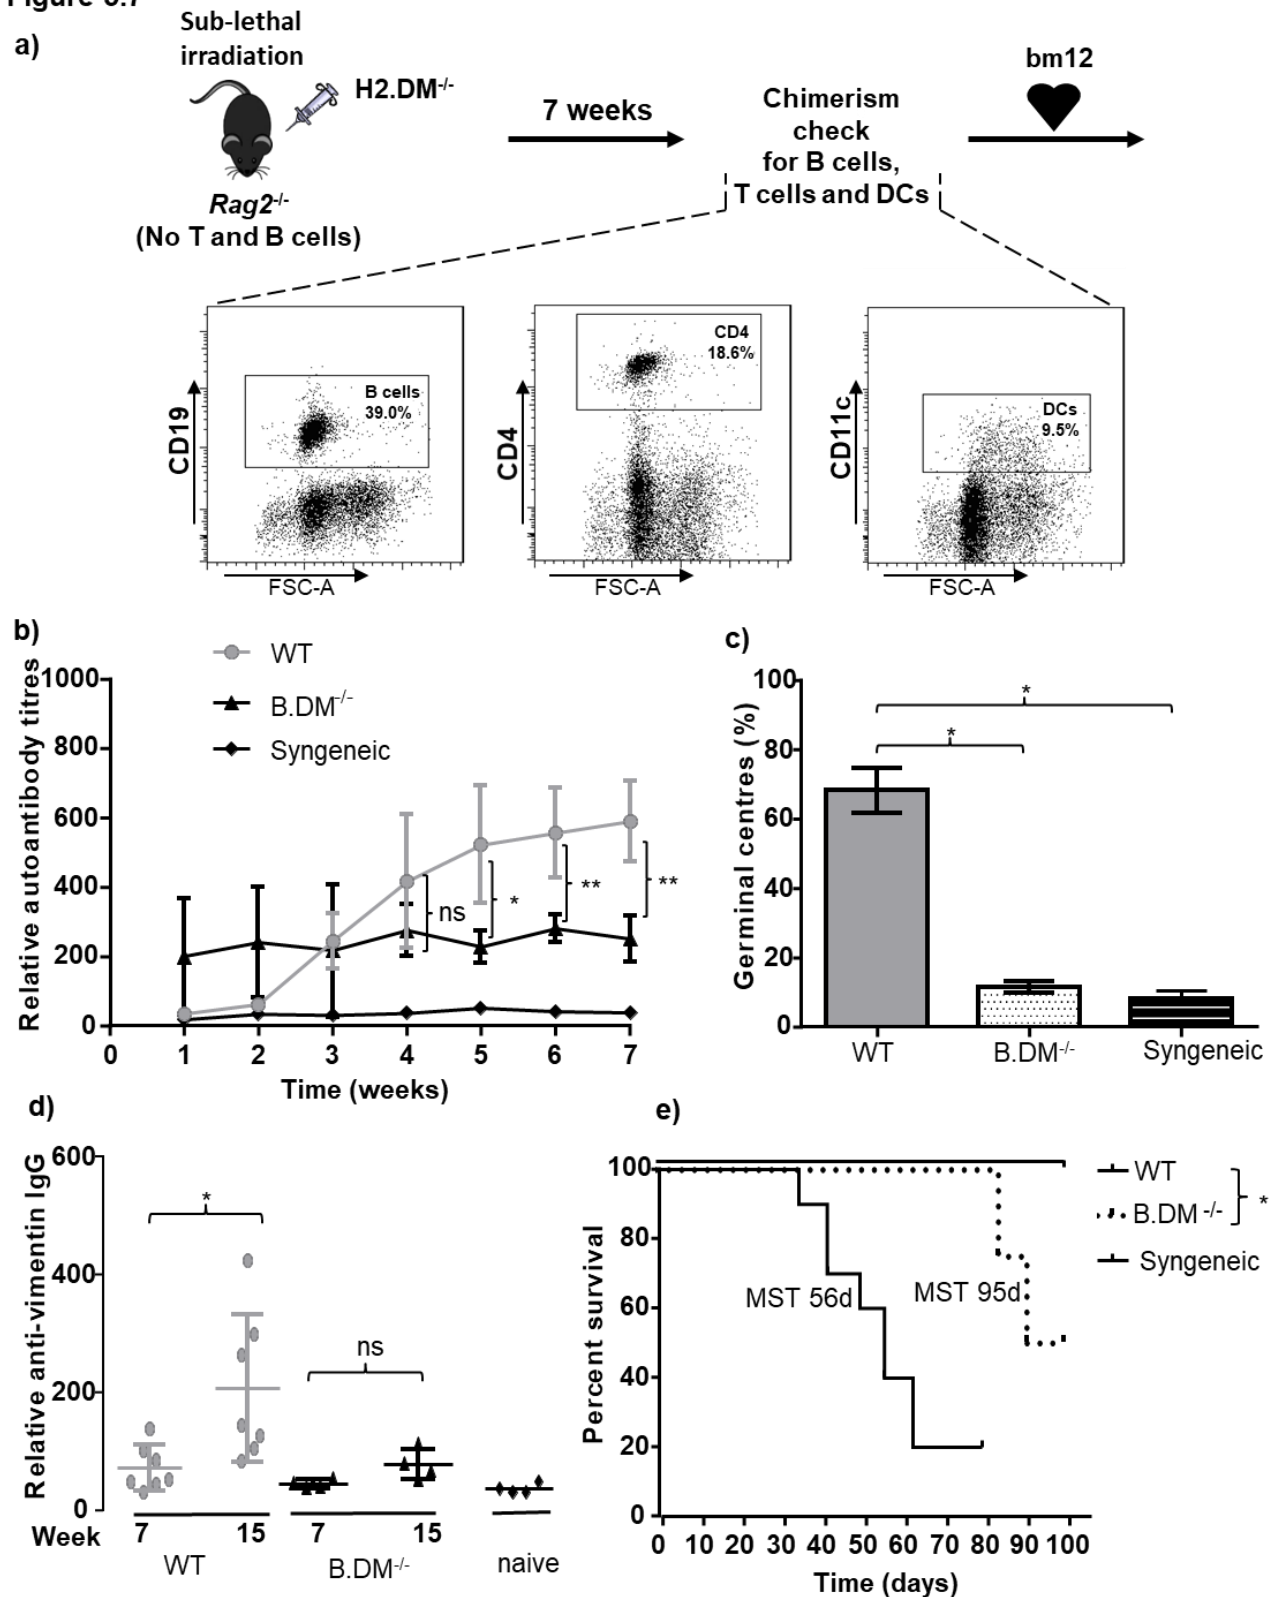 Figure 6.7
a)
Sub-lethal
irradiation
H2.DM-/-
Rag2-/-
(No T and B cells)
7 weeks
Chimerism
check
for B cells,
T cells and DCs
bm12
CD19
B cells
39.0%
FSC-A
CD4
CD4
18.6%
FSC-A
CD11c
DCs
9.5%
FSC-A
b)
WT
B.DM-/-
Syngeneic
Relative autoantibody titres
1000
800
600
400
200
0
ns
*
**
**
0 1 2 3 4 5 6 7
Time (weeks)
c)
Germinal centres (%)
100
80
60
40
20
0
*
*
WT B.DM-/- Syngeneic
d)
Relative anti-vimentin IgG
600
400
200
0
*
ns
Week 7 15 7 15
WT B.DM-/- naive
e)
Percent survival
100
80
60
40
20
0
MST 56d
MST 95d
WT
B.DM -/-
*
Syngeneic
0 10 20 30 40 50 60 70 80 90 100
Time (days)